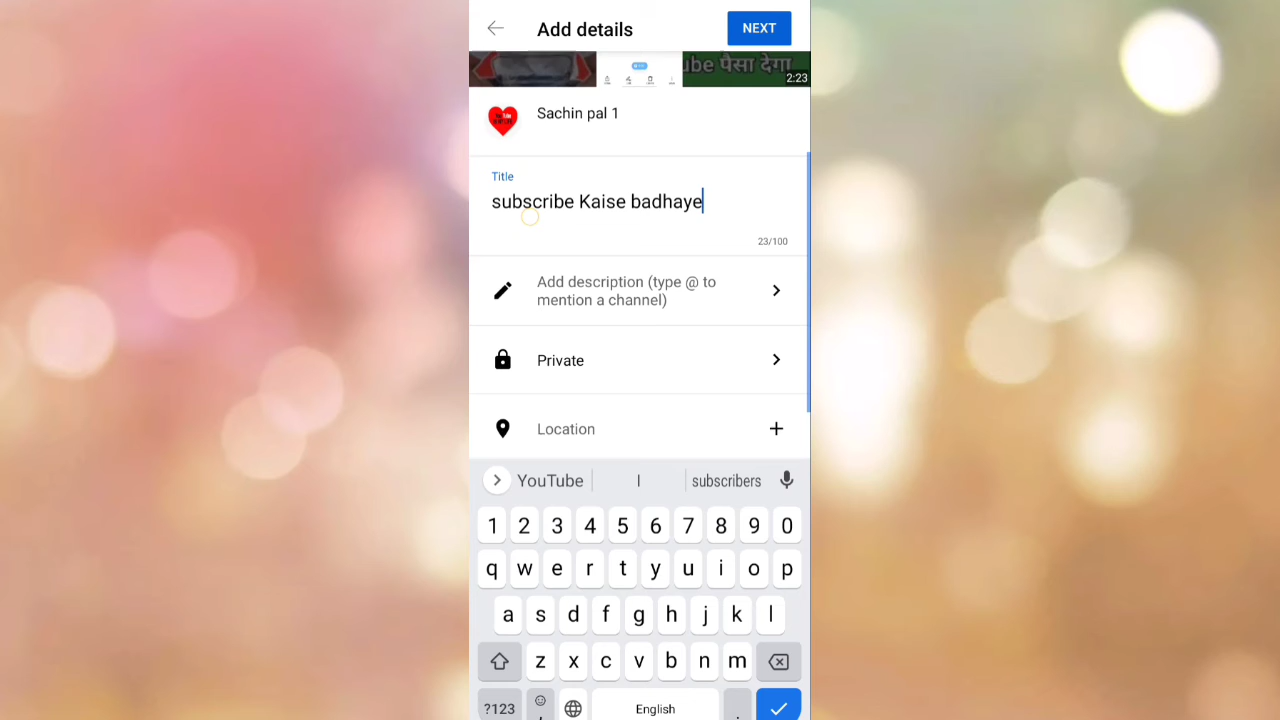 Add details
NEXT
ube पैसा देगा
2:23
Sachin pal 1
Title
subscribe Kaise badhaye
23/100
Add description (type @ to
mention a channel)
Private
Location
YouTube I subscribers
1 2 3 4 5 6 7 8 9 0
q w e r t y u i o p
a s d f g h j k l
z x c v b n m
?123 English .